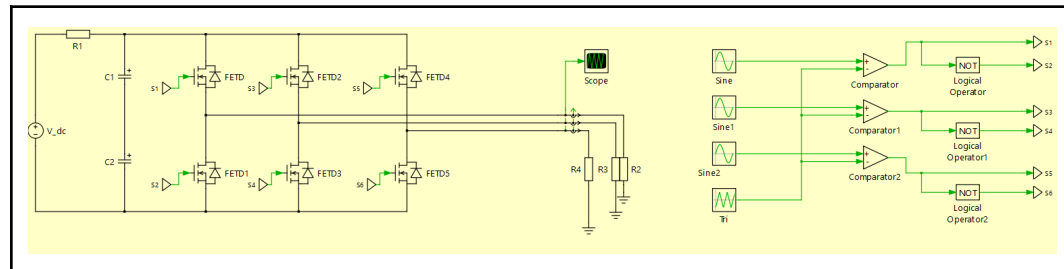 R1
C1
C2
V_dc
S1
FETD
S3
FETD2
S5
FETD4
S2
FETD1
S4
FETD3
S6
FETD5
Scope
R4
R3
R2
Sine
Sine1
Sine2
Tri
+
-
Comparator
+
-
Comparator1
+
-
Comparator2
NOT
Logical
Operator
NOT
Logical
Operator1
NOT
Logical
Operator2
S1
S2
S3
S4
S5
S6